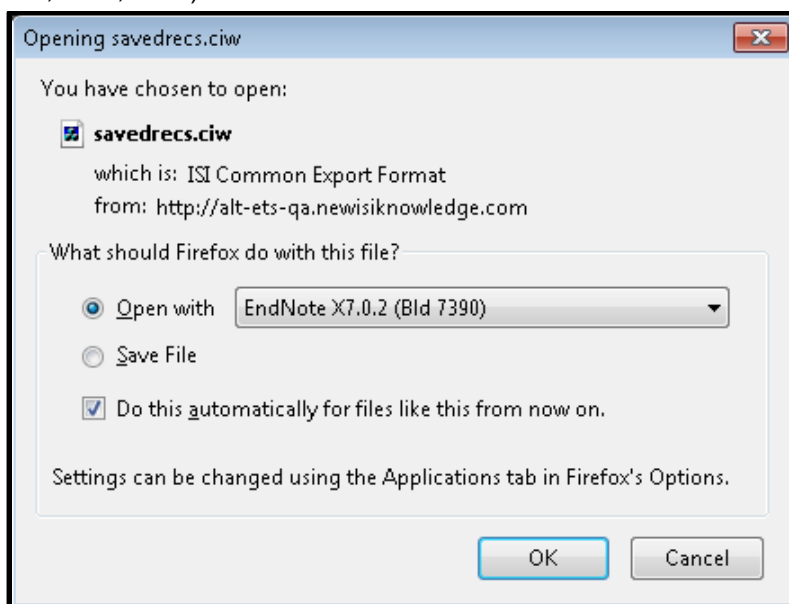 Opening savedrecs.ciw
You have chosen to open:
savedrecs.ciw
which is: ISI Common Export Format
from: http://alt-ets-qa.newisiknowledge.com
What should Firefox do with this file?
Open with EndNote X7.0.2 (Bld 7390)
Save File
Do this automatically for files like this from now on.
Settings can be changed using the Applications tab in Firefox's Options.
OK Cancel